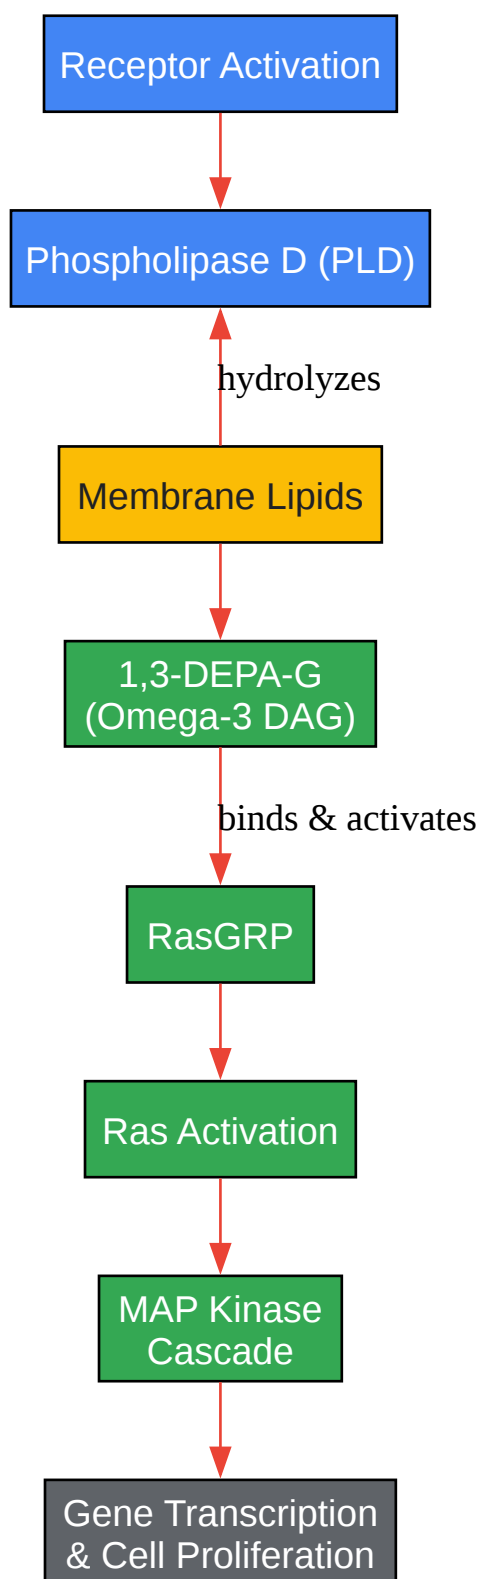 Receptor Activation
Phospholipase D (PLD)
hydrolyzes
Membrane Lipids
1,3-DEPA-G
(Omega-3 DAG)
binds & activates
RasGRP
Ras Activation
MAP Kinase
Cascade
Gene Transcription
& Cell Proliferation